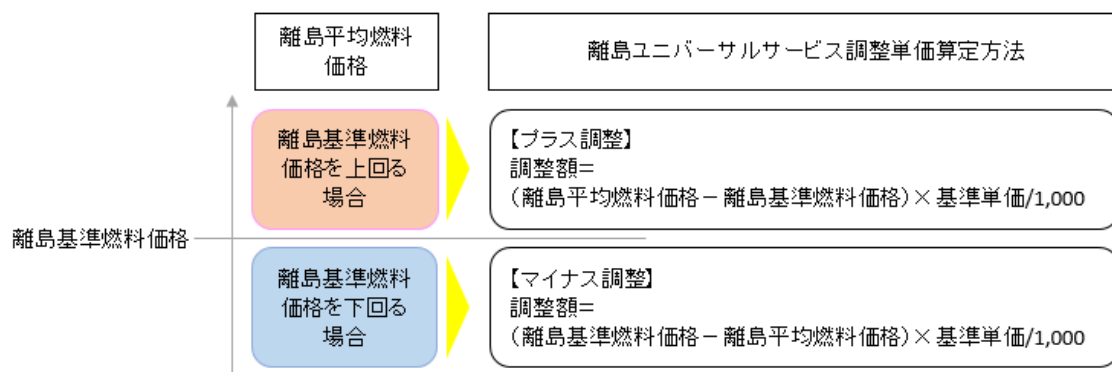 離島平均燃料
価格
離島ユニバーサルサービス調整単価算定方法
離島基準燃料
価格を上回る
場合
【プラス調整】
調整額＝
（離島平均燃料価格－離島基準燃料価格）×基準単価/1,000
離島基準燃料価格
離島基準燃料
価格を下回る
場合
【マイナス調整】
調整額＝
（離島基準燃料価格－離島平均燃料価格）×基準単価/1,000